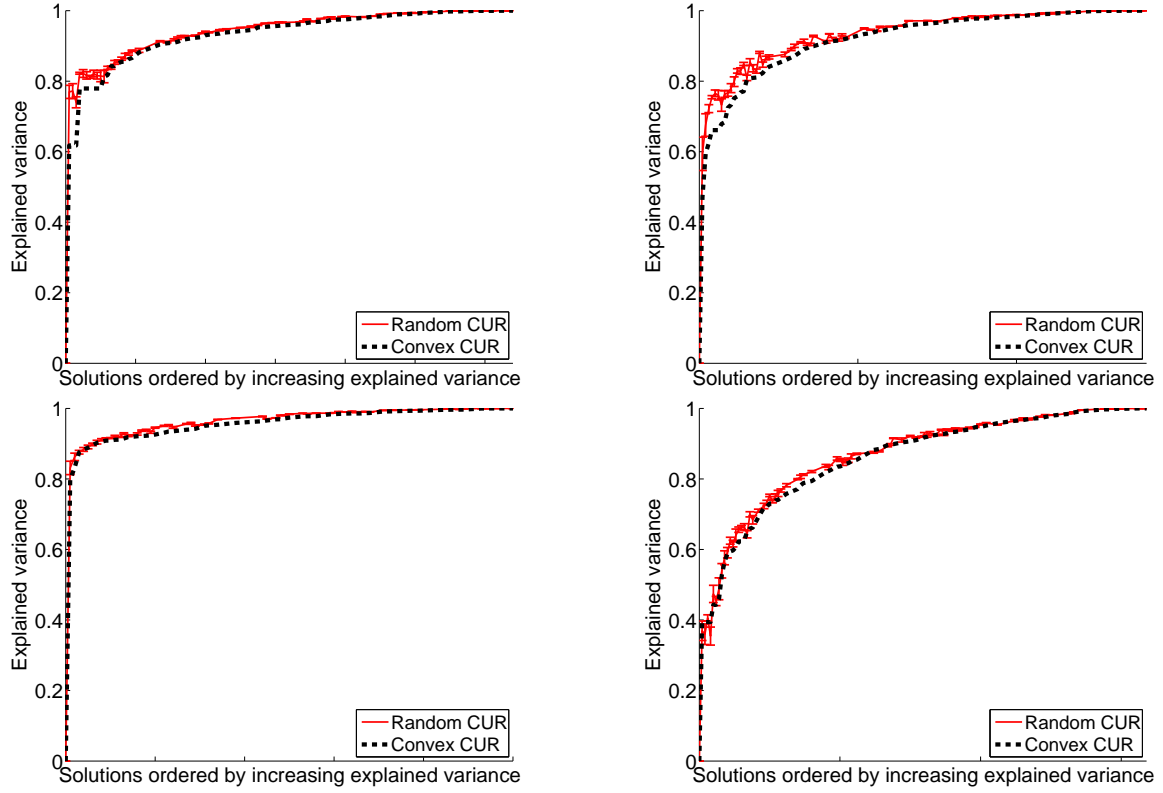 1
0.8
0.6
0.4
0.2
0
Explained variance
Random CUR
Convex CUR
Solutions ordered by increasing explained variance
1
0.8
0.6
0.4
0.2
0
Explained variance
Random CUR
Convex CUR
Solutions ordered by increasing explained variance
1
0.8
0.6
0.4
0.2
0
Explained variance
Random CUR
Convex CUR
Solutions ordered by increasing explained variance
1
0.8
0.6
0.4
0.2
0
Explained variance
Random CUR
Convex CUR
Solutions ordered by increasing explained variance